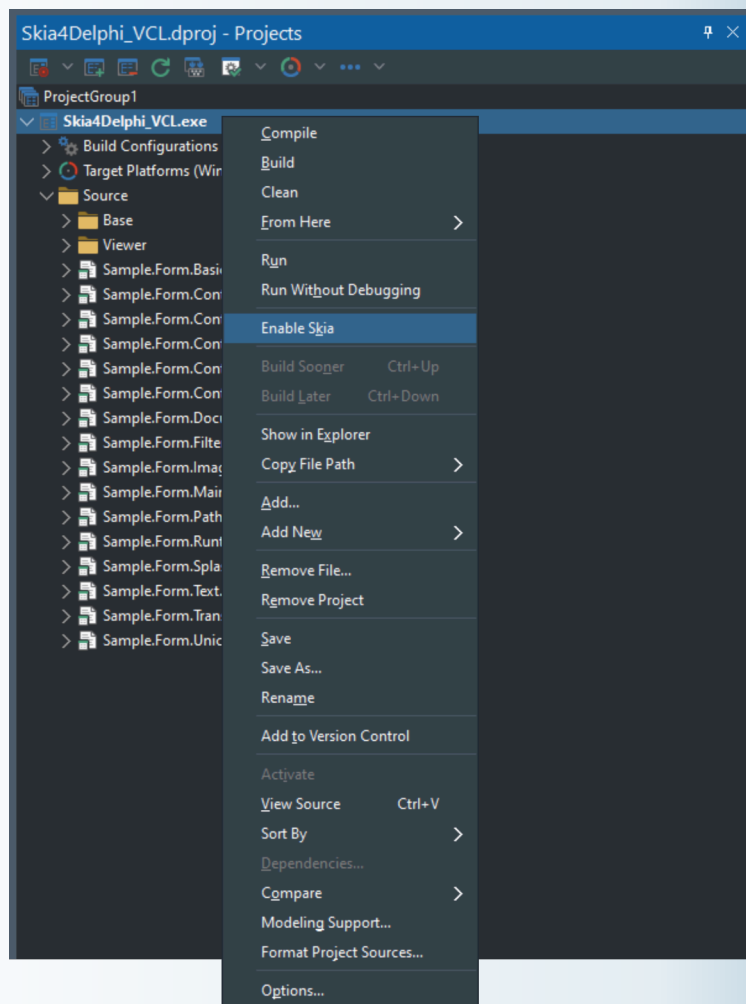 Skia4Delphi_VCL.dproj - Projects
ProjectGroup1
Skia4Delphi_VCL.exe
Build Configurations
Target Platforms (Win
Source
Base
Viewer
Sample.Form.Basi
Sample.Form.Con
Sample.Form.Con
Sample.Form.Con
Sample.Form.Con
Sample.Form.Con
Sample.Form.Docu
Sample.Form.Filte
Sample.Form.Imag
Sample.Form.Main
Sample.Form.Path
Sample.Form.Runt
Sample.Form.Spla
Sample.Form.Text.
Sample.Form.Tran
Sample.Form.Unic
Compile
Build
Clean
From Here
Run
Run Without Debugging
Enable Skia
Build Sooner Ctrl+Up
Build Later Ctrl+Down
Show in Explorer
Copy File Path
Add...
Add New
Remove File...
Remove Project
Save
Save As...
Rename
Add to Version Control
Activate
View Source Ctrl+V
Sort By
Dependencies...
Compare
Modeling Support...
Format Project Sources...
Options...